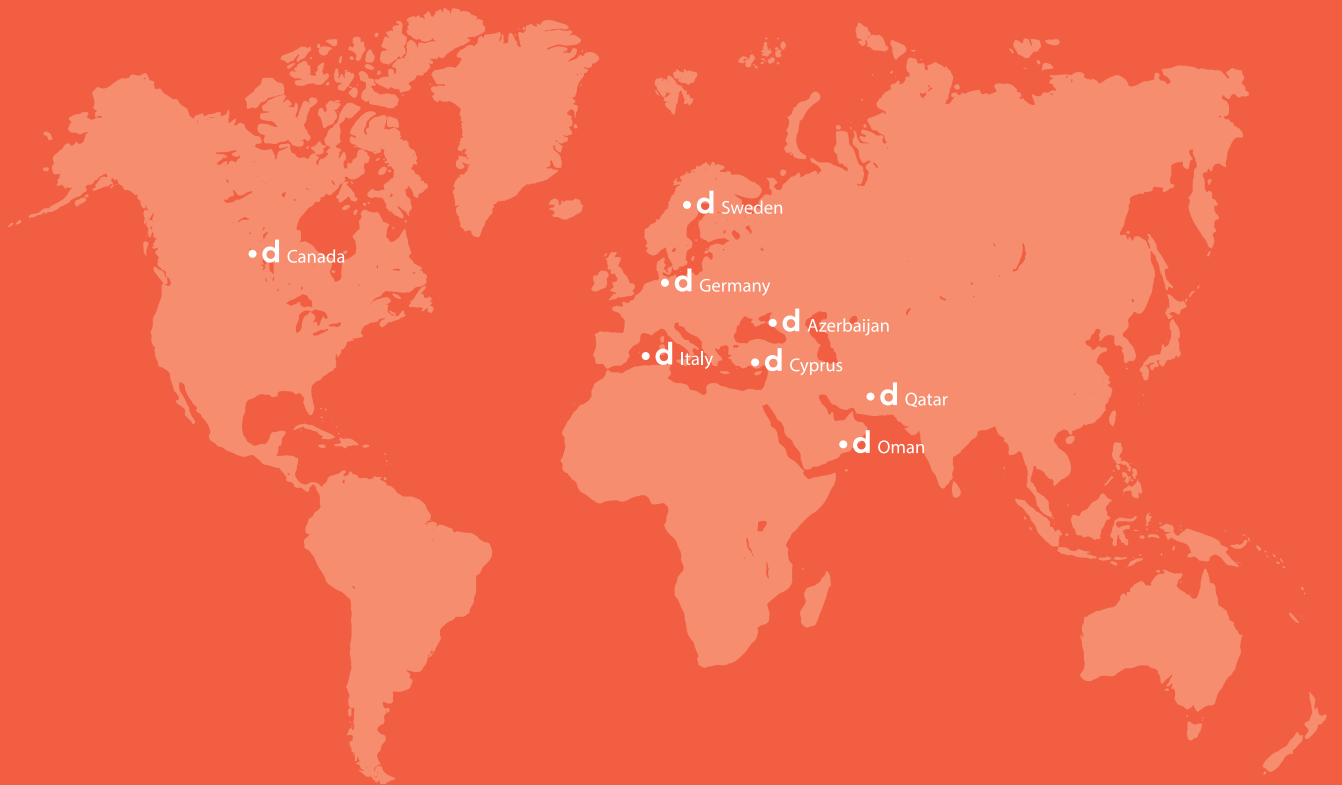 d Sweden
d Canada
d Germany
d Azerbaijan
d Italy
d Cyprus
d Qatar
d Oman